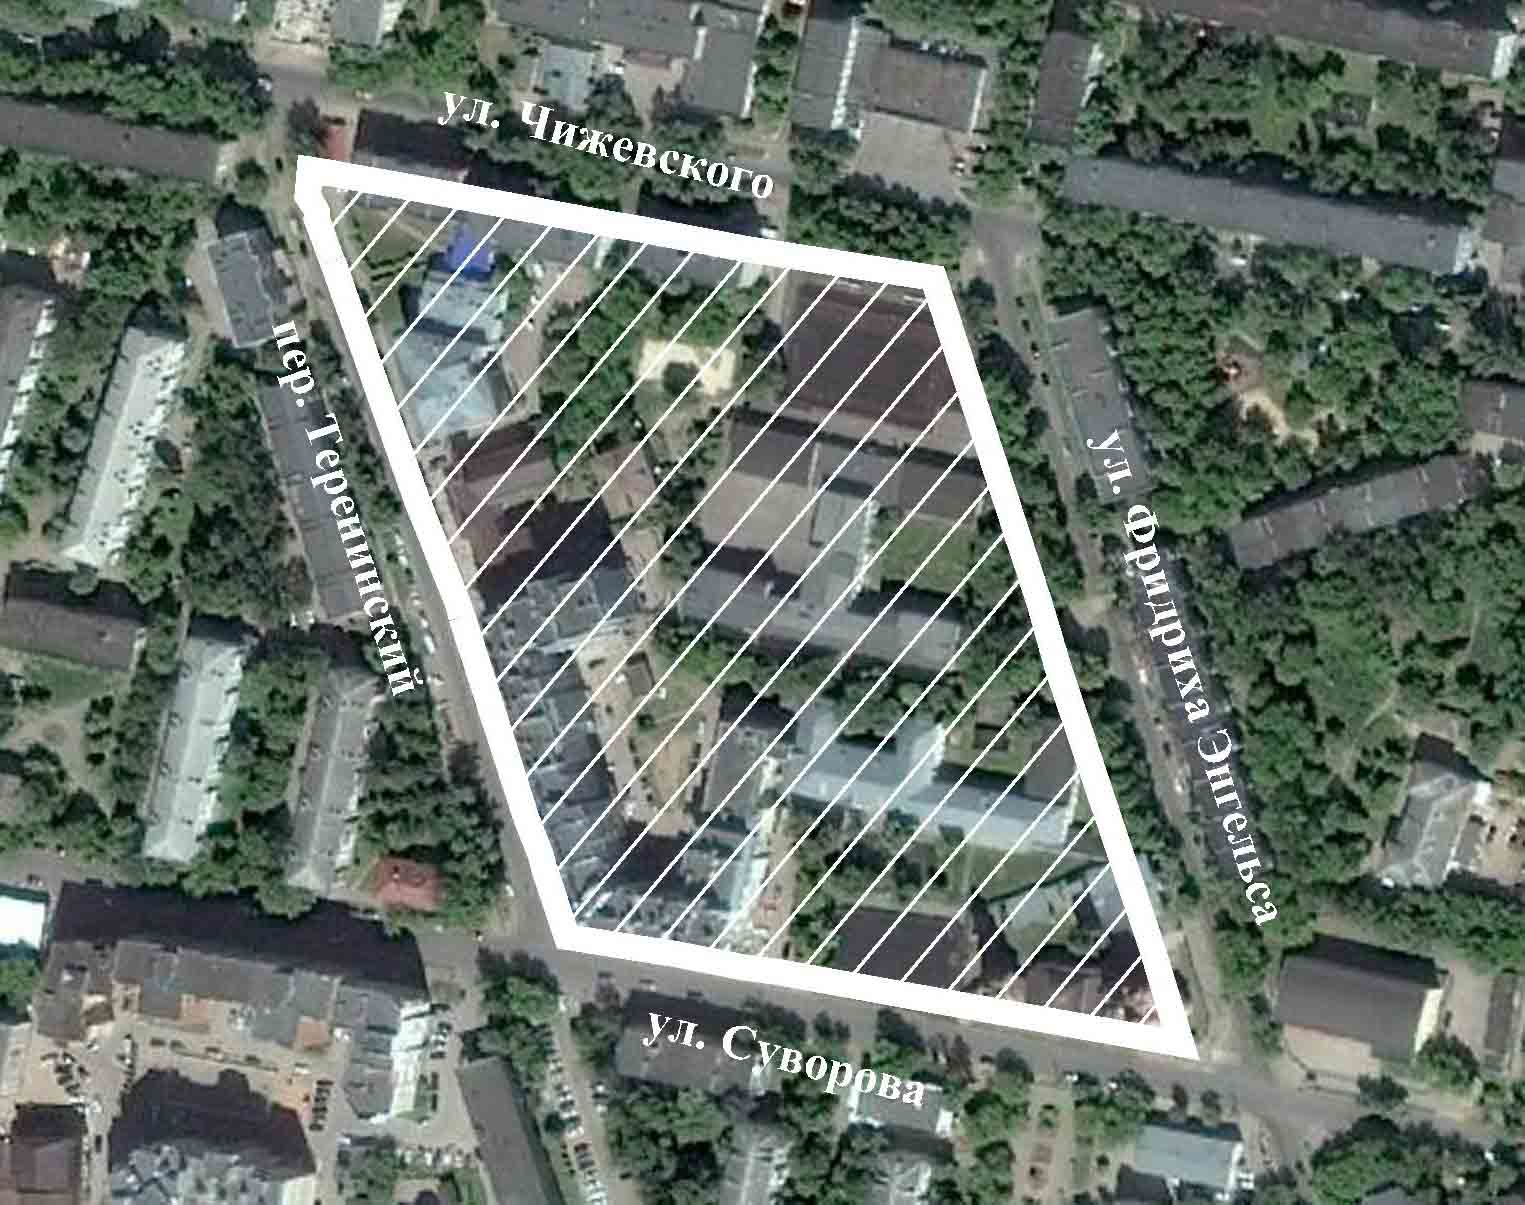 ул. Чижевского
пер. Теренинский
ул. Фридриха Энгельса
ул. Суворова